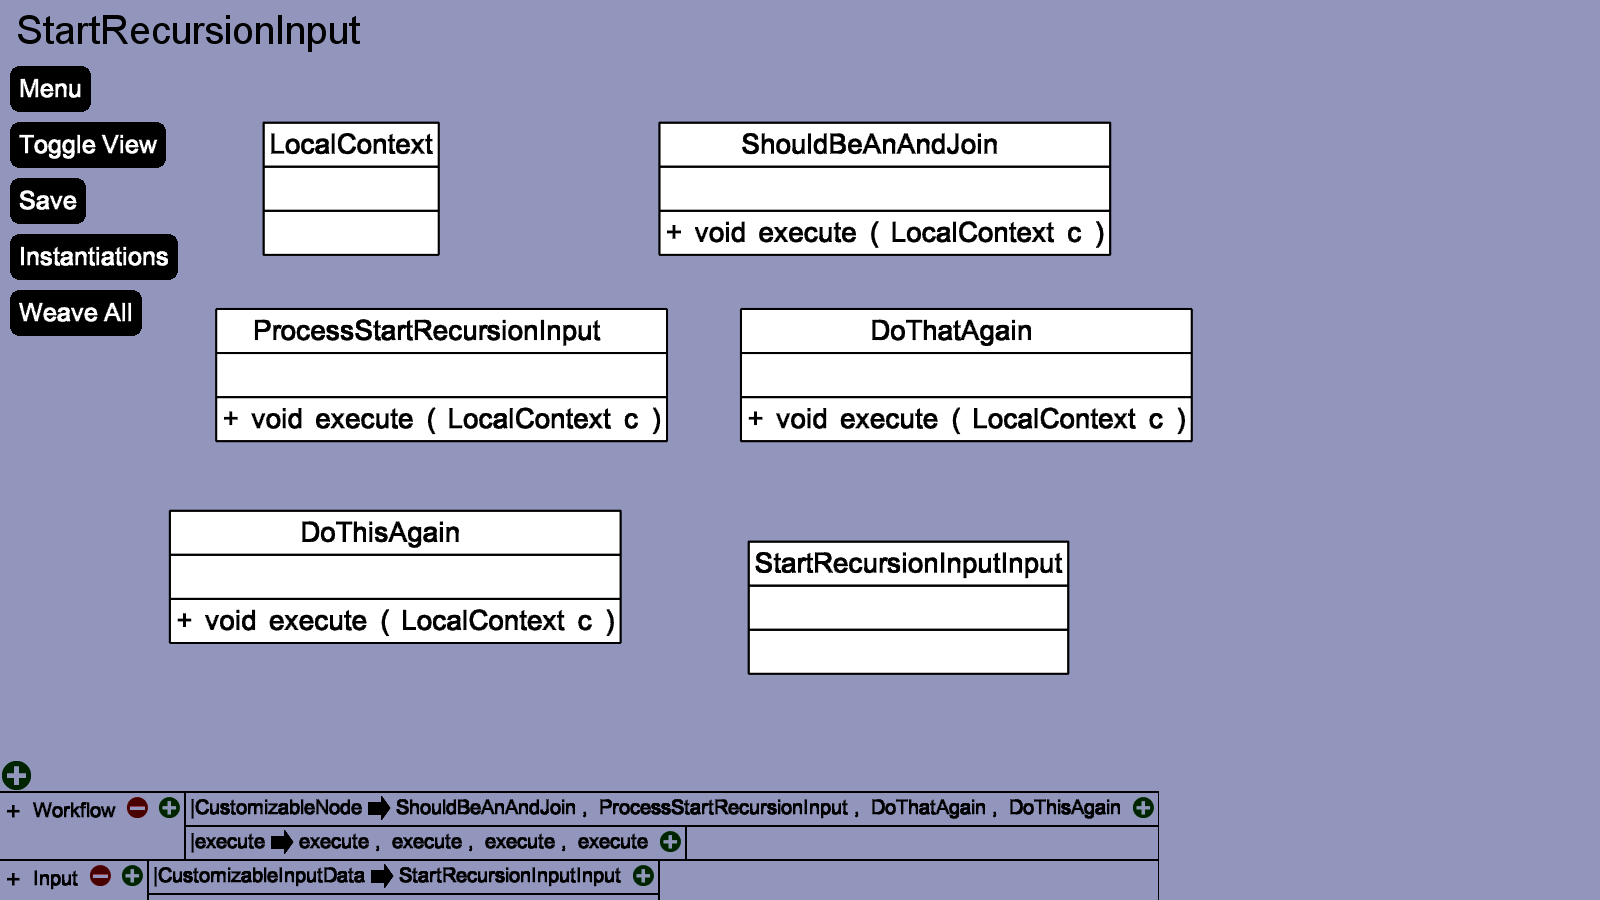 StartRecursionInput
Menu
Toggle View
Save
Instantiations
Weave All
LocalContext
ShouldBeAnAndJoin
+ void execute ( LocalContext c )
ProcessStartRecursionInput
+ void execute ( LocalContext c )
DoThatAgain
+ void execute ( LocalContext c )
DoThisAgain
+ void execute ( LocalContext c )
StartRecursionInputInput
+ Workflow |CustomizableNode ShouldBeAnAndJoin , ProcessStartRecursionInput , DoThatAgain , DoThisAgain
|execute execute , execute , execute , execute
+ Input |CustomizableInputData StartRecursionInputInput